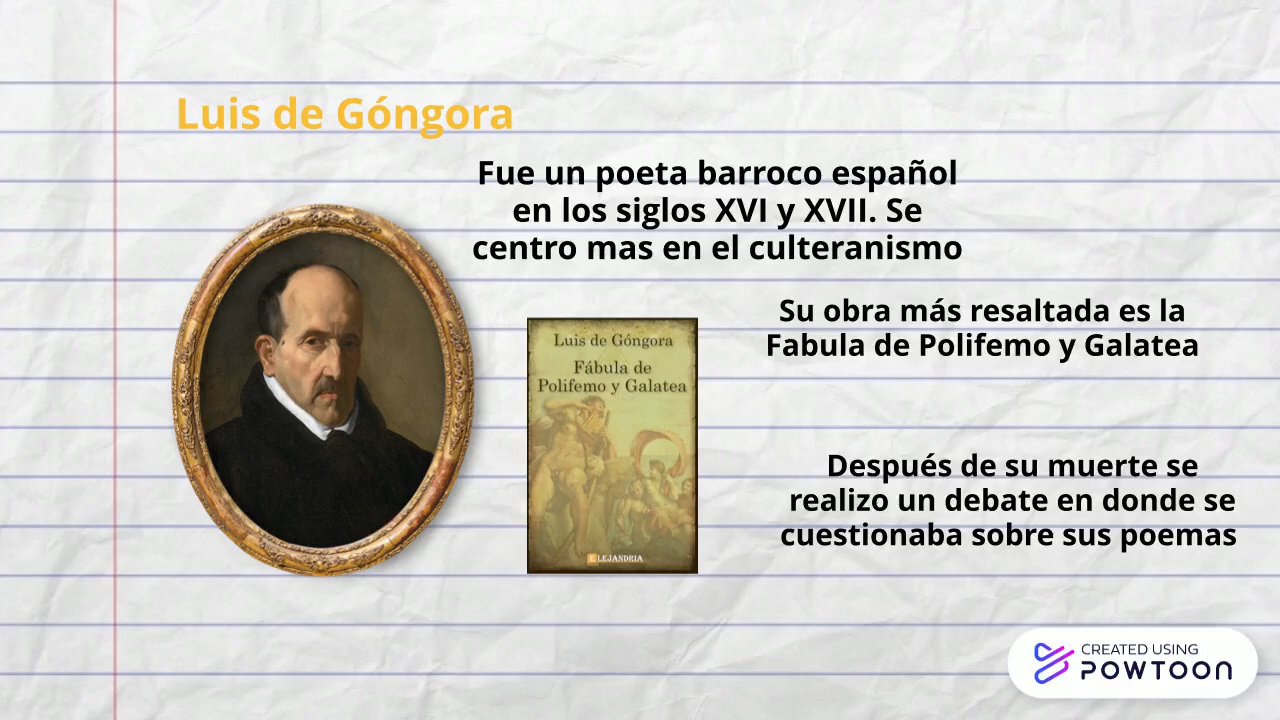 Luis de Góngora
Fue un poeta barroco español
en los siglos XVI y XVII. Se
centro mas en el culteranismo
Su obra más resaltada es la
Fabula de Polifemo y Galatea
Luis de Góngora
Fábula de
Polifemo y Galatea
ELEJANDRIA
Después de su muerte se
realizo un debate en donde se
cuestionaba sobre sus poemas
CREATED USING
POWTOON